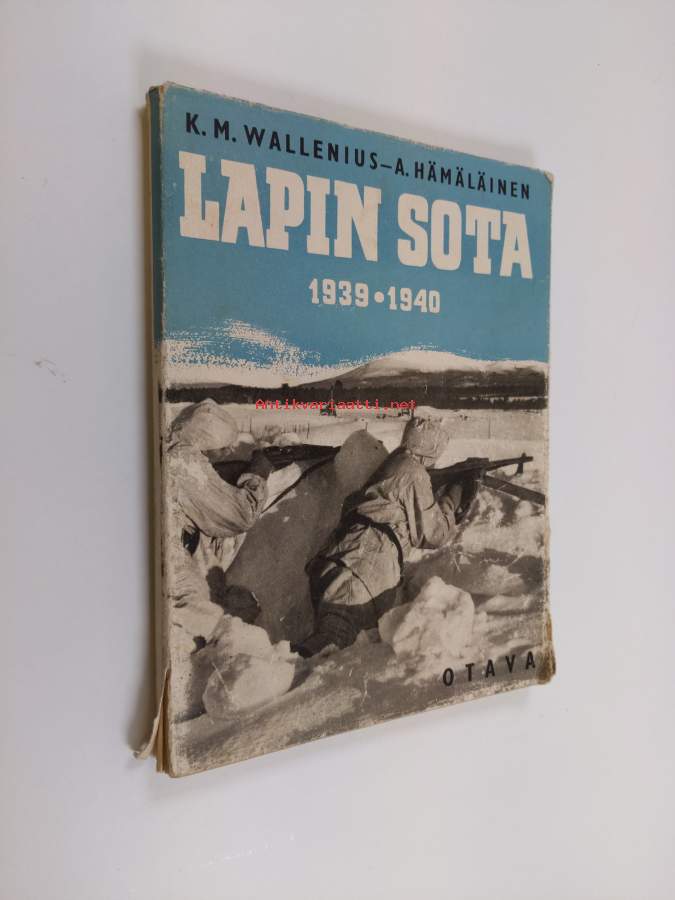 K. M. WALLENIUS–A. HÄMÄLÄINEN
LAPIN SOTA
1939 • 1940
Antikvariaatti.net
OTAVA